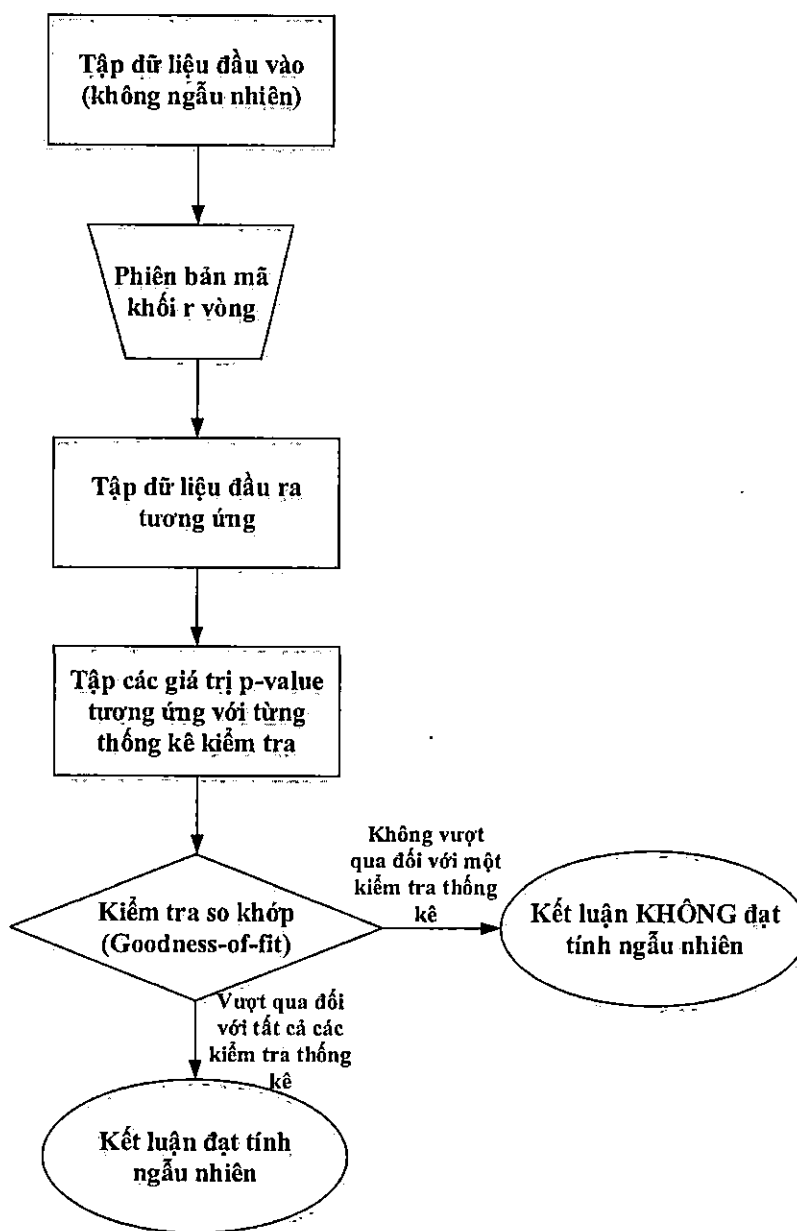 Tập dữ liệu đầu vào
(không ngẫu nhiên)
Phiên bản mã
khối r vòng
Tập dữ liệu đầu ra
tương ứng
Tập các giá trị p-value
tương ứng với từng
thống kê kiểm tra
Kiểm tra so khớp
(Goodness-of-fit)
Không vượt
qua đối với một
kiểm tra thống
kê
Kết luận KHÔNG đạt
tính ngẫu nhiên
Vượt qua đối
với tất cả các
kiểm tra thống
kê
Kết luận đạt tính
ngẫu nhiên